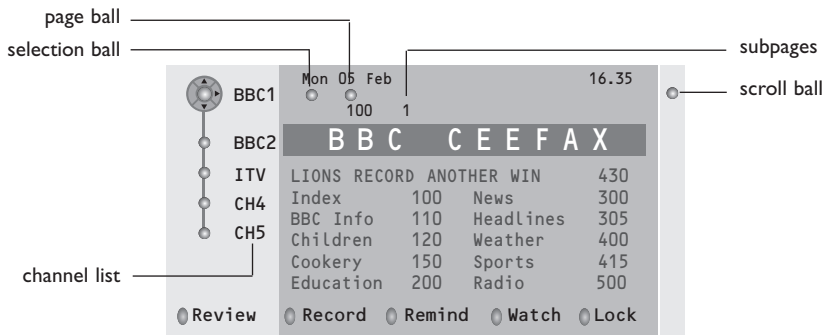 page ball
selection ball
subpages
scroll ball
channel list
Mon 05 Feb 16.35
BBC1
100 1
BBC2
BBC CEEFAX
ITV
CH4
CH5
LIONS RECORD ANOTHER WIN 430
Index 100 News 300
BBC Info 110 Headlines 305
Children 120 Weather 400
Cookery 150 Sports 415
Education 200 Radio 500
Review Record Remind Watch Lock